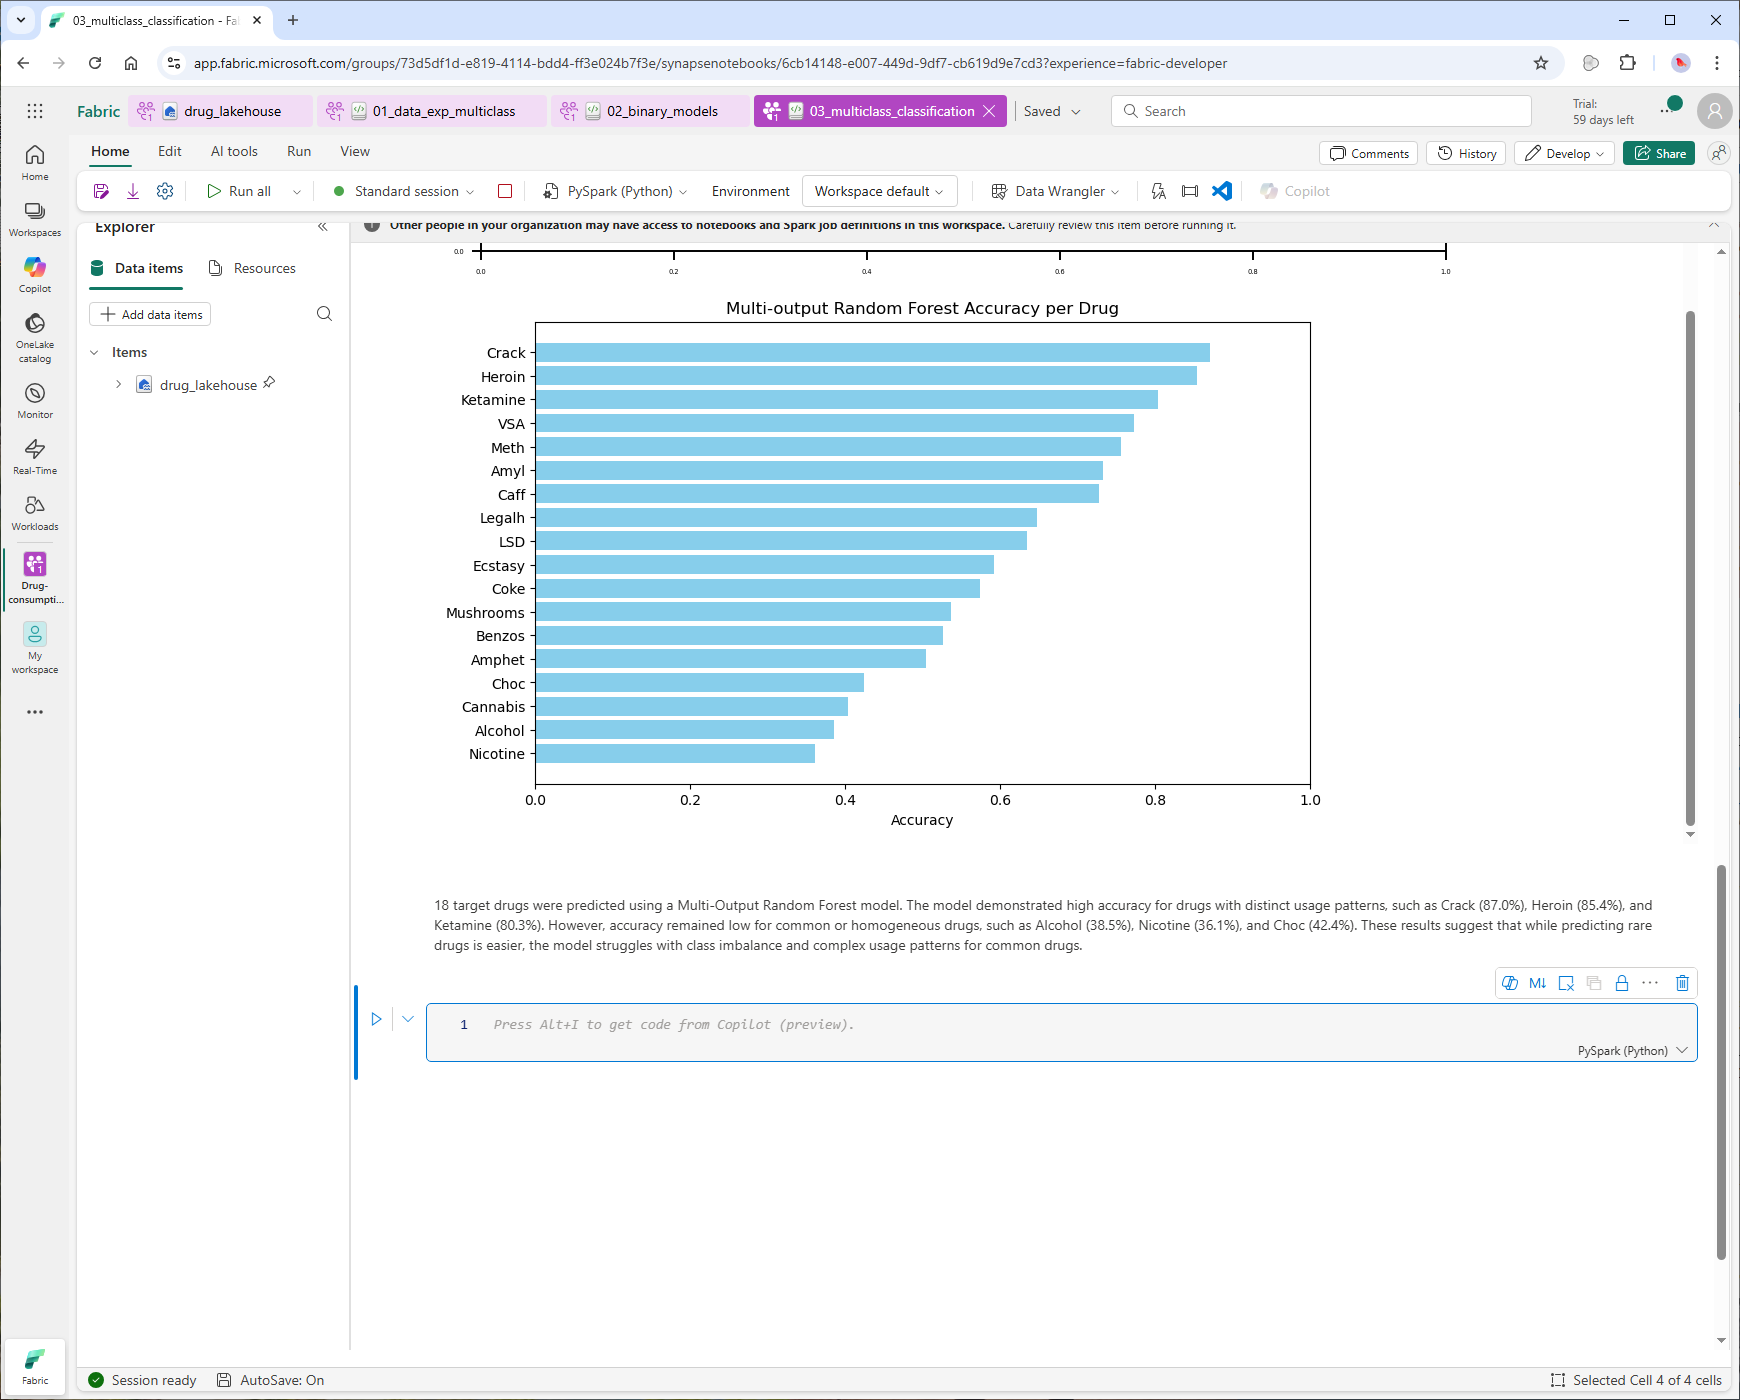 03_multiclass_classification - Fa
app.fabric.microsoft.com/groups/73d5df1d-e819-4114-bdd4-ff3e024b7f3e/synapsenotebooks/6cb14148-e007-449d-9df7-cb619d9e7cd3?experience=fabric-developer
Fabric
drug_lakehouse
01_data_exp_multiclass
02_binary_models
03_multiclass_classification
Saved
Search
Trial:
59 days left
Home
Edit
AI tools
Run
View
Comments
History
Develop
Share
Run all
Standard session
PySpark (Python)
Environment
Workspace default
Data Wrangler
Copilot
Home
Workspaces
Copilot
OneLake
catalog
Monitor
Real-Time
Workloads
Drug-
consumpti...
My
workspace
Fabric
Explorer
Data items
Resources
Add data items
Items
drug_lakehouse
Other people in your organization may have access to notebooks and Spark job definitions in this workspace. Carefully review this item before running it.
0.0
0.0 0.2 0.4 0.6 0.8 1.0
Multi-output Random Forest Accuracy per Drug
Crack
Heroin
Ketamine
VSA
Meth
Amyl
Caff
Legalh
LSD
Ecstasy
Coke
Mushrooms
Benzos
Amphet
Choc
Cannabis
Alcohol
Nicotine
0.0 0.2 0.4 0.6 0.8 1.0
Accuracy
18 target drugs were predicted using a Multi-Output Random Forest model. The model demonstrated high accuracy for drugs with distinct usage patterns, such as Crack (87.0%), Heroin (85.4%), and
Ketamine (80.3%). However, accuracy remained low for common or homogeneous drugs, such as Alcohol (38.5%), Nicotine (36.1%), and Choc (42.4%). These results suggest that while predicting rare
drugs is easier, the model struggles with class imbalance and complex usage patterns for common drugs.
M↓
1 Press Alt+I to get code from Copilot (preview).
PySpark (Python)
Session ready
AutoSave: On
Selected Cell 4 of 4 cells